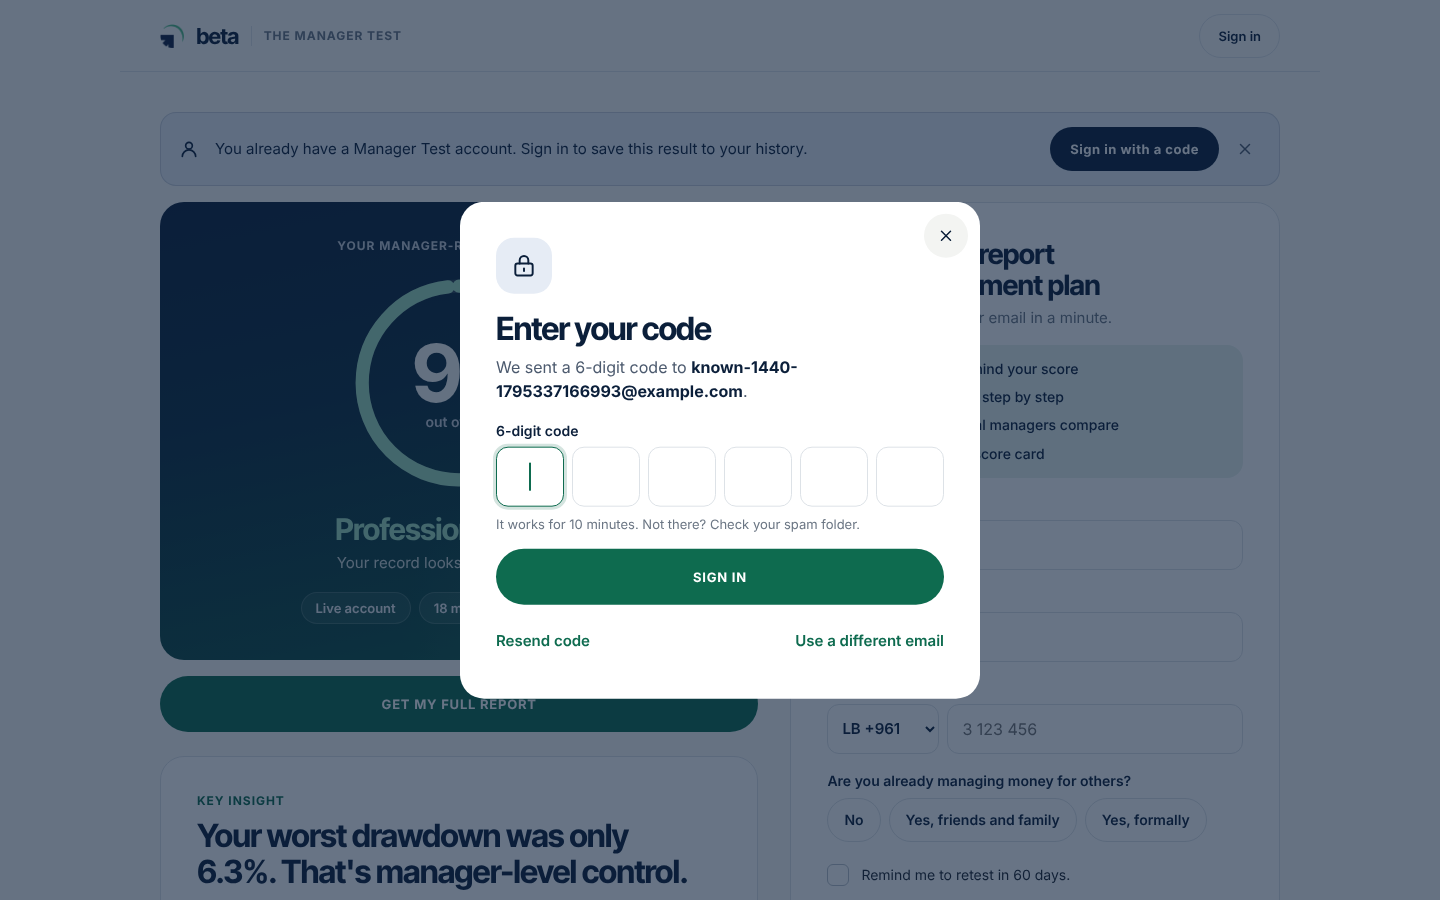 beta
THE MANAGER TEST
Sign in
You already have a Manager Test account. Sign in to save this result to your history.
Sign in with a code
YOUR
Enter your code
We sent a 6-digit code to known-1440-
1795337166993@example.com.
6-digit code
It works for 10 minutes. Not there? Check your spam folder.
SIGN IN
Resend code
Use a different email
out
Your record looks
Live account
18
GET MY FULL REPORT
KEY INSIGHT
Your worst drawdown was only
6.3%. That's manager-level control.
report
plan
email in a minute.
your score
step by step
managers compare
card
LB +961
3 123 456
Are you already managing money for others?
No
Yes, friends and family
Yes, formally
Remind me to retest in 60 days.